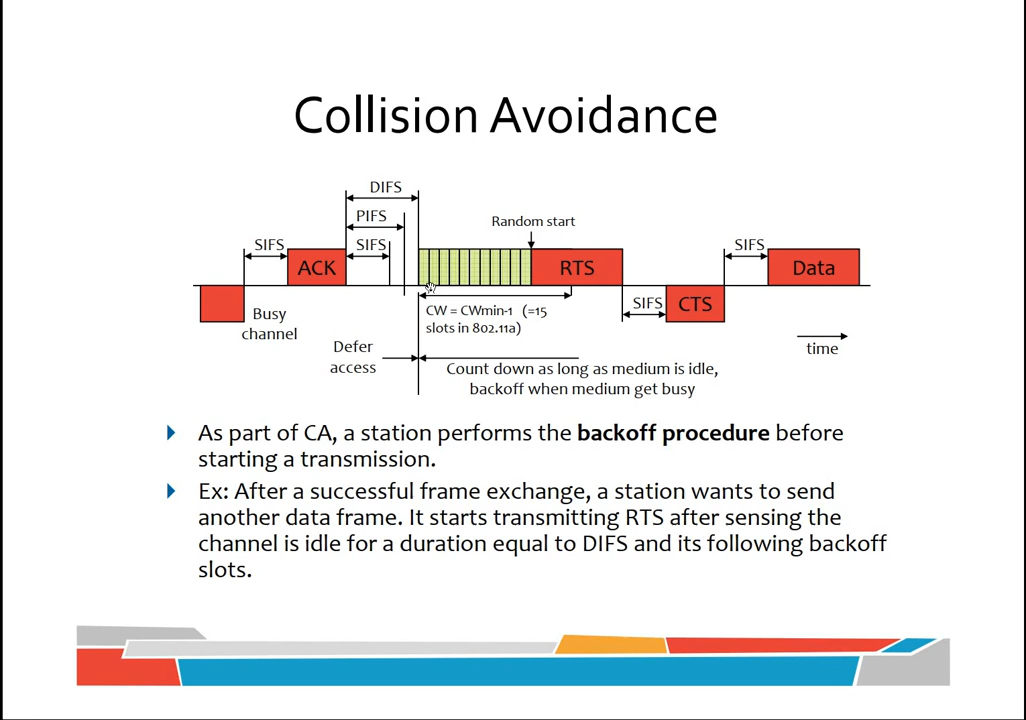 Collision Avoidance
DIFS
PIFS
SIFS
SIFS
Random start
SIFS
ACK
RTS
Data
Busy
channel
CW = CWmin-1 (=15
slots in 802.11a)
SIFS
CTS
Defer
access
time
Count down as long as medium is idle,
backoff when medium get busy
As part of CA, a station performs the backoff procedure before
starting a transmission.
Ex: After a successful frame exchange, a station wants to send
another data frame. It starts transmitting RTS after sensing the
channel is idle for a duration equal to DIFS and its following backoff
slots.